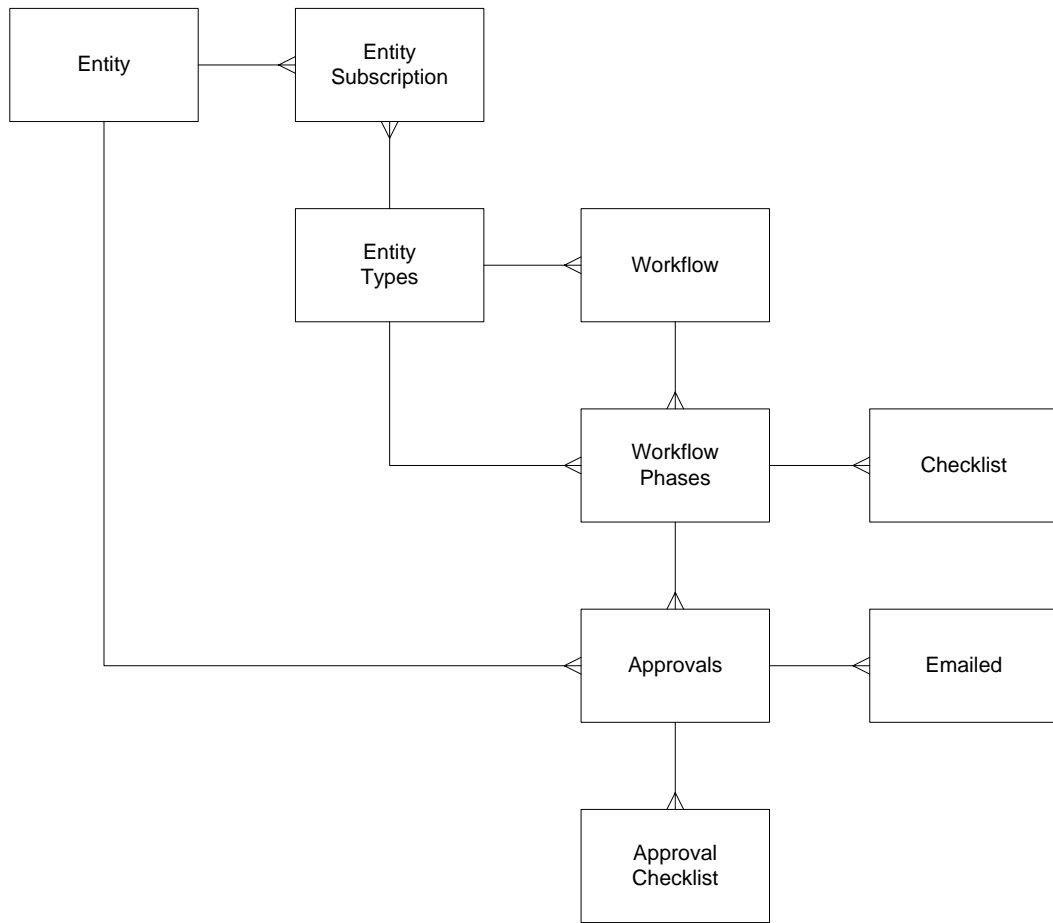 Entity
Entity
Subscription
Entity
Types
Workflow
Workflow
Phases
Checklist
Approvals
Emailed
Approval
Checklist